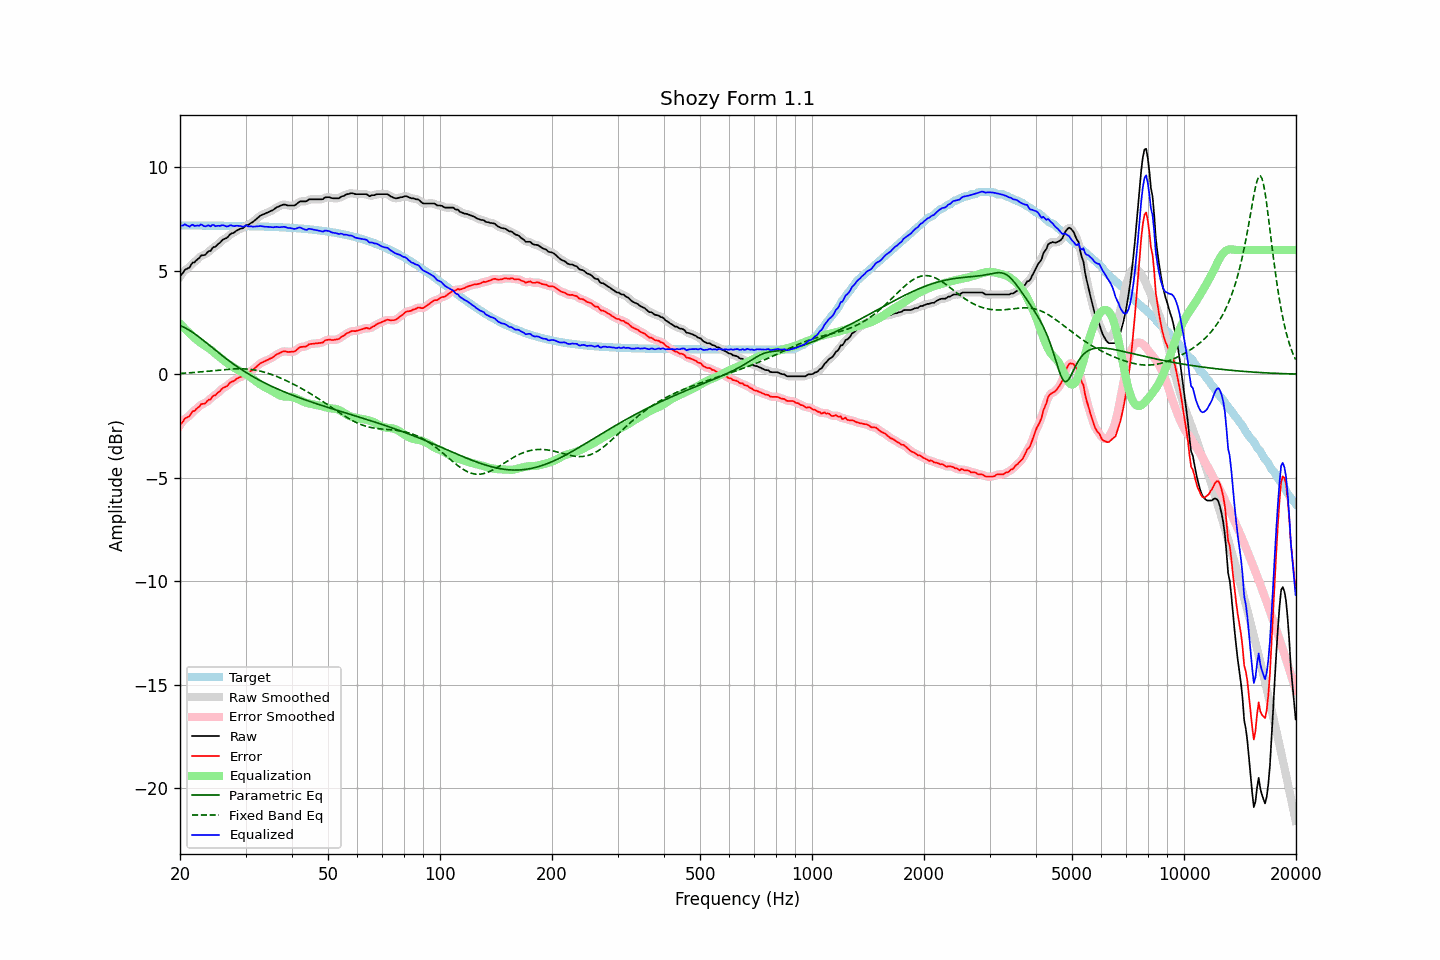 Shozy Form 1.1
Amplitude (dBr)
10
5
0
−5
−10
−15
−20
Target
Raw Smoothed
Error Smoothed
Raw
Error
Equalization
Parametric Eq
Fixed Band Eq
Equalized
20 50 100 200 500 1000 2000 5000 10000 20000
Frequency (Hz)